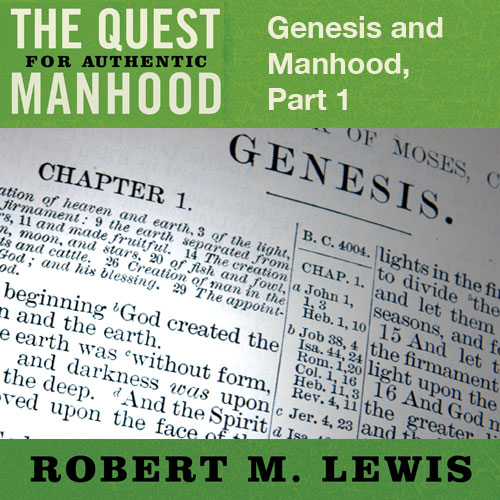 THE QUEST
FOR AUTHENTIC
MANHOOD
Genesis and
Manhood,
Part 1
K OF MOSES, C
GENESIS.
CHAPTER 1.
ation of heaven and earth, 3 of the light,
firmament: 9 the earth separated from
rs, 11 and made fruitful. 14 The creation
n, moon, and stars, 20 of fish and fowl,
ts and cattle. 26 Creation of man in the
God; and his blessing. 29 The appoint-
od.
beginning bGod created the
n and the earth.
e earth was cwithout form,
and darkness was upon
the deep. dAnd the Spirit
oved upon the face of the
B. C. 4004.
CHAP. 1.
a John 1,
1, 3
Heb. 1, 10
b Job 38, 4
Isa. 44, 24
Rom. 1, 20
Col. 1, 16
Heb. 11, 3
Rev. 4, 11
c Jer. 4, 23
d Isa.
lights in the fir
to divide bthe
and let them
seasons, and f
15 And let t
the firmament
light upon the
16 And God m
the greater li
ROBERT M. LEWIS